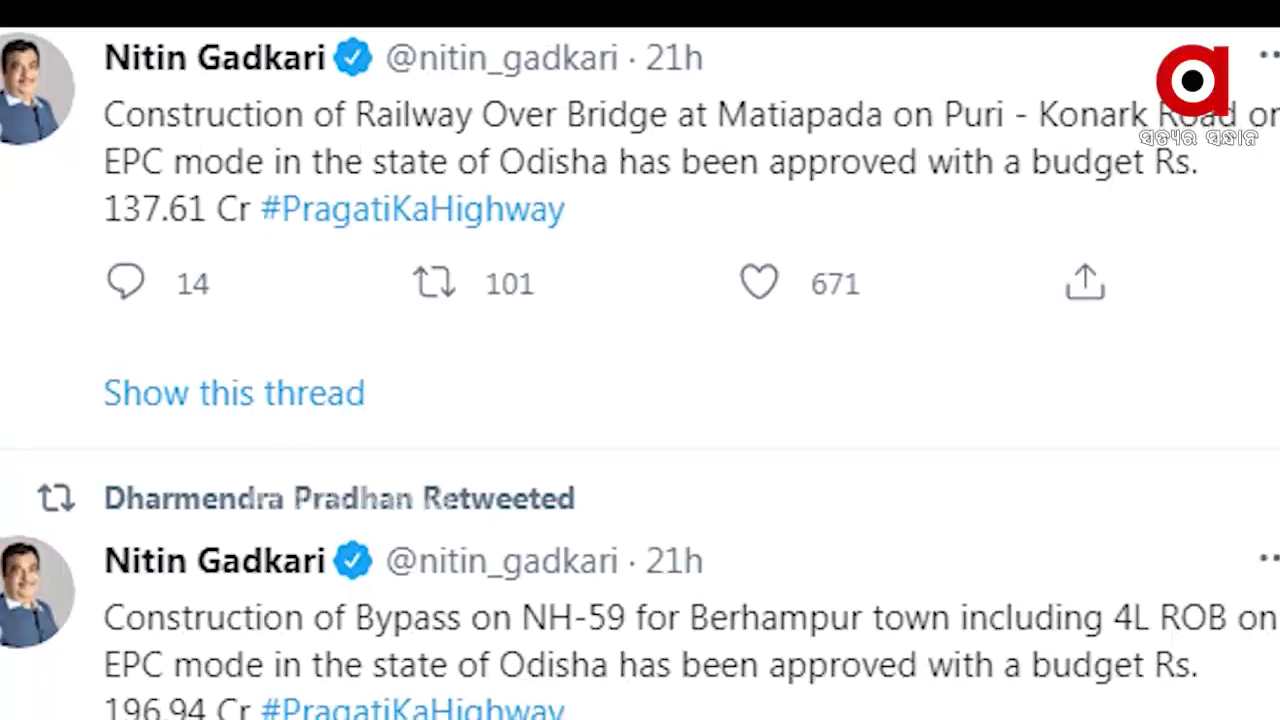 Nitin Gadkari @nitin_gadkari · 21h
Construction of Railway Over Bridge at Matiapada on Puri - Konark Road on
EPC mode in the state of Odisha has been approved with a budget Rs.
137.61 Cr #PragatiKaHighway
14 101 671
Show this thread
Dharmendra Pradhan Retweeted
Nitin Gadkari @nitin_gadkari · 21h
Construction of Bypass on NH-59 for Berhampur town including 4L ROB on
EPC mode in the state of Odisha has been approved with a budget Rs.
196.94 Cr #PragatiKaHighway
a
ସତ୍ୟର ସନ୍ଧାନ